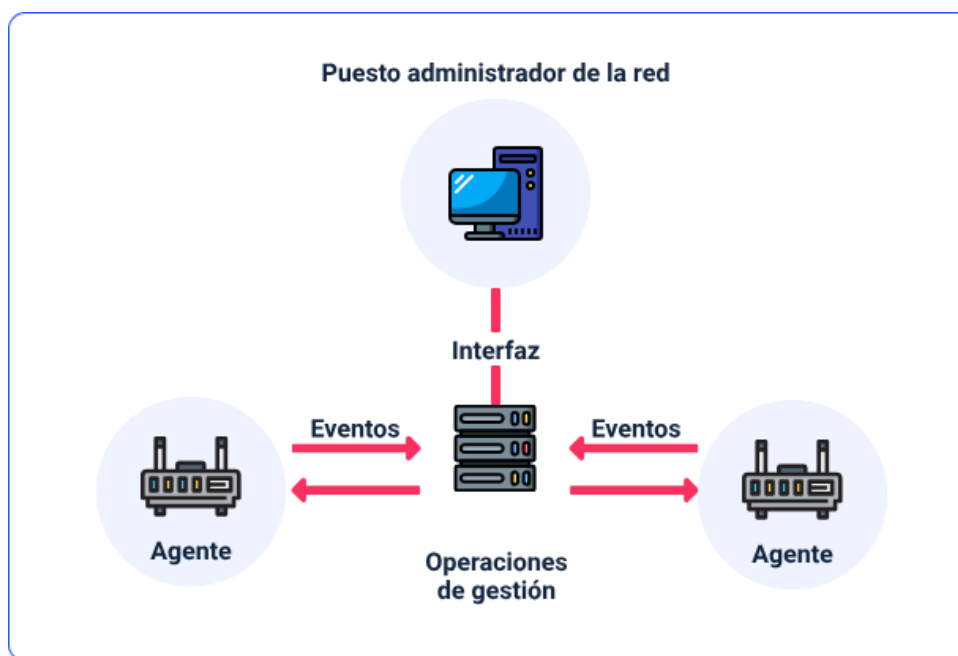 Puesto administrador de la red
Interfaz
Eventos
Eventos
Agente
Operaciones
de gestión
Agente